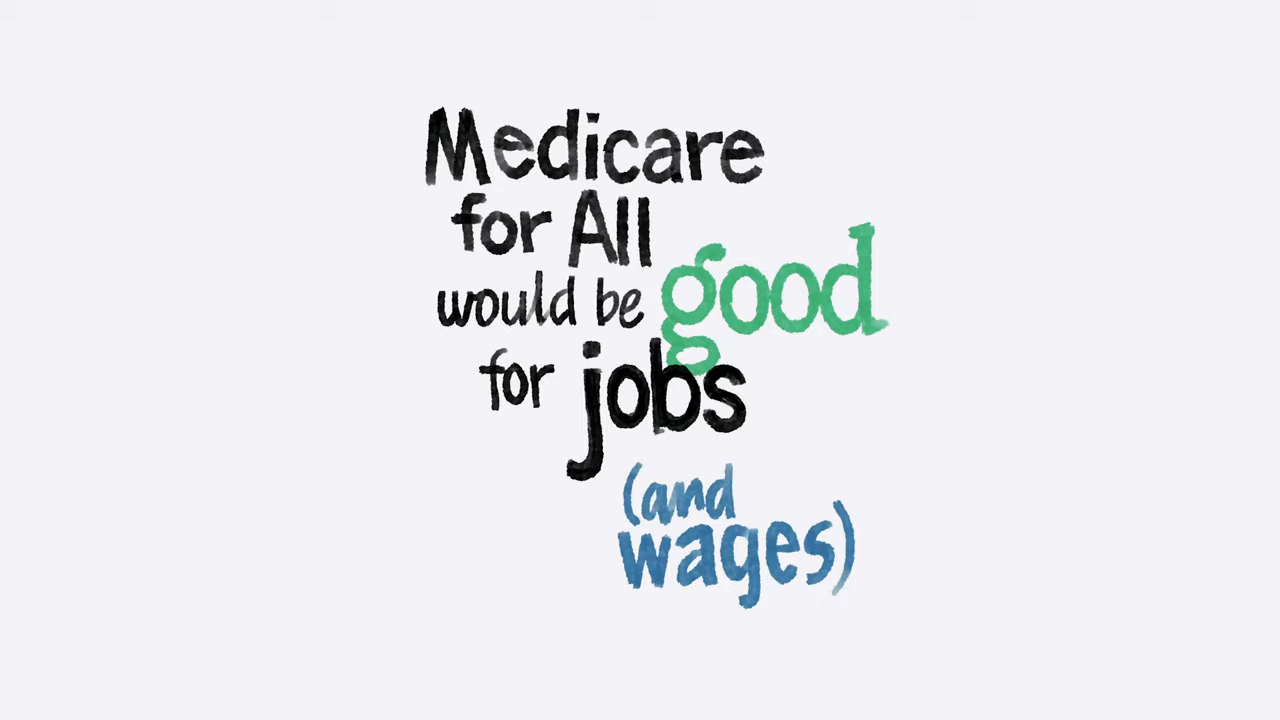 Medicare
for All
would be good
for jobs
(and
wages)